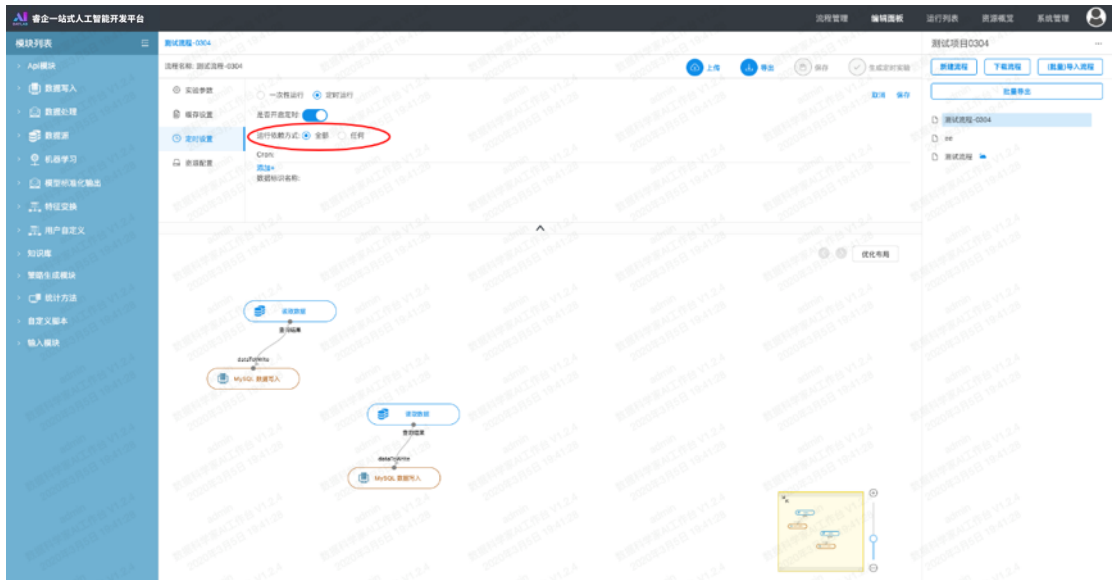 睿企一站式人工智能开发平台
流程管理 编辑面板 运行列表 资源概览 系统管理
模块列表
测试流程-0304
测试项目0304
Api模块
数据写入
数据处理
数据源
机器学习
模型标准化输出
特征变换
用户自定义
知识库
策略生成模块
统计方法
自定义脚本
输入模块
流程名称: 测试流程-0304
上传 导出 保存 生成定时实验
新建流程 下载流程 (批量)导入流程
批量导出
实验参数
缓存设置
定时设置
资源配置
一次性运行 定时运行
取消 保存
是否开启定时:
运行依赖方式: 全部 任何
Cron:
添加+
数据标识名称:
测试流程-0304
ee
测试流程
优化布局
读取数据
查询结果
dataToWrite
MySQL 数据写入
读取数据
查询结果
dataToWrite
MySQL 数据写入